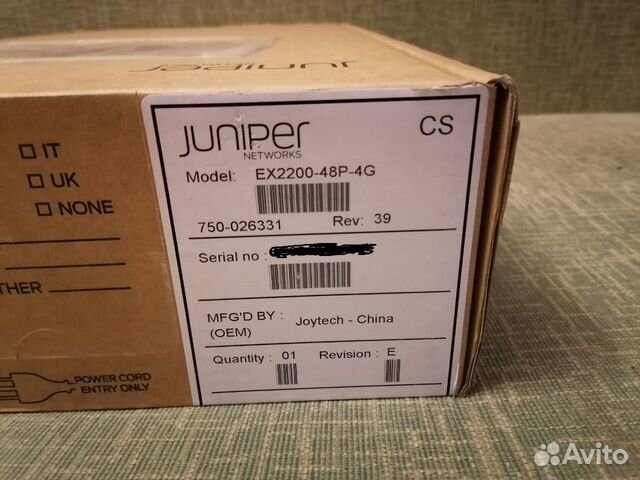 JUNIPER
IT
UK
NONE
THER
POWER CORD
ENTRY ONLY
JUNIPER
NETWORKS
CS
Model: EX2200-48P-4G
750-026331 Rev: 39
Serial no :
MFG'D BY : Joytech - China
(OEM)
Quantity : 01 Revision : E
Avito